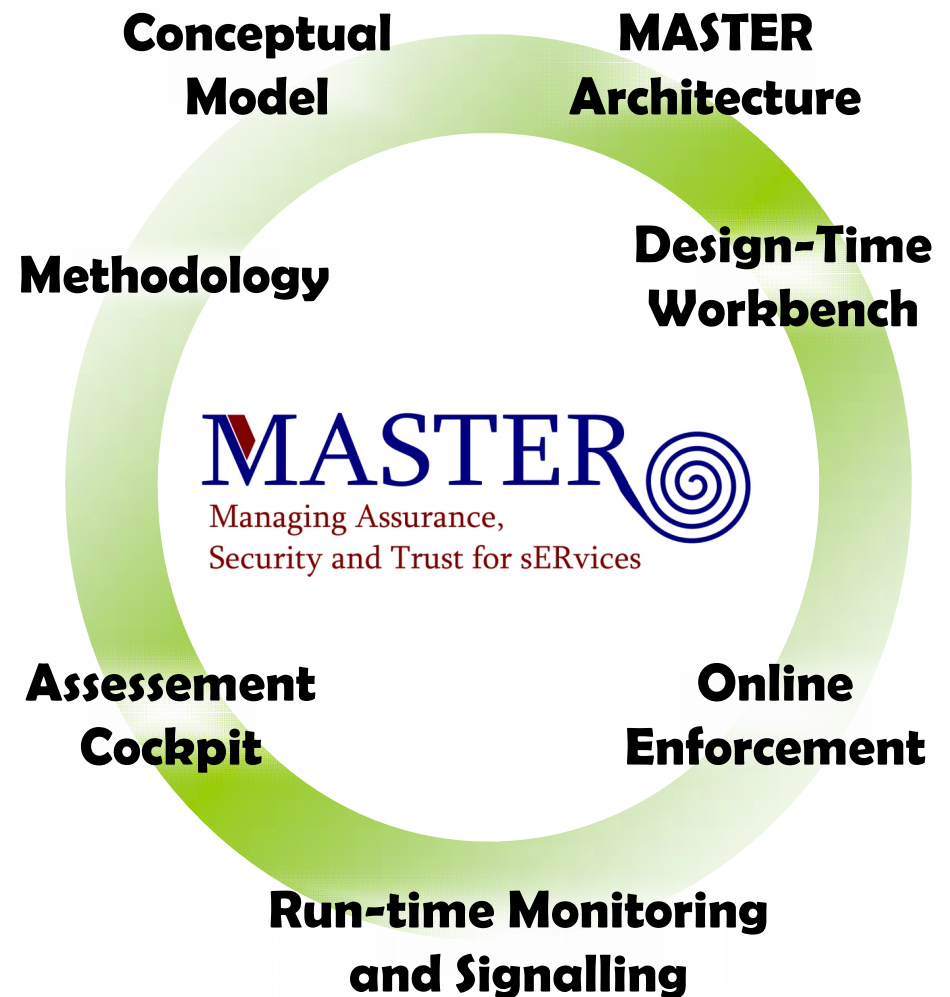 Conceptual
Model
MASTER
Architecture
Methodology
Design-Time
Workbench
MASTER
Managing Assurance,
Security and Trust for sERvices
Assessement
Cockpit
Online
Enforcement
Run-time Monitoring
and Signalling